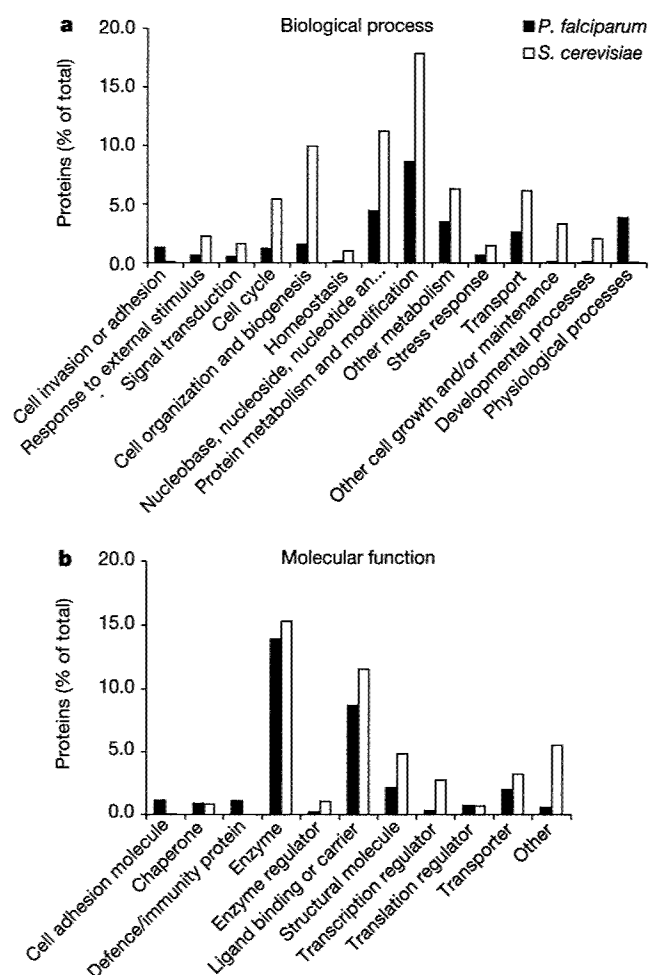 a
Biological process
P. falciparum
S. cerevisiae
Proteins (% of total)
20.0
15.0
10.0
5.0
0.0
Cell invasion or adhesion
Response to external stimulus
Signal transduction
Cell cycle
Cell organization and biogenesis
Homeostasis
Nucleobase, nucleoside, nucleotide an...
Protein metabolism and modification
Other metabolism
Stress response
Transport
Other cell growth and/or maintenance
Developmental processes
Physiological processes
b
Molecular function
Proteins (% of total)
20.0
15.0
10.0
5.0
0.0
Cell adhesion molecule
Chaperone
Defence/immunity protein
Enzyme
Enzyme regulator
Ligand binding or carrier
Structural molecule
Transcription regulator
Translation regulator
Transporter
Other